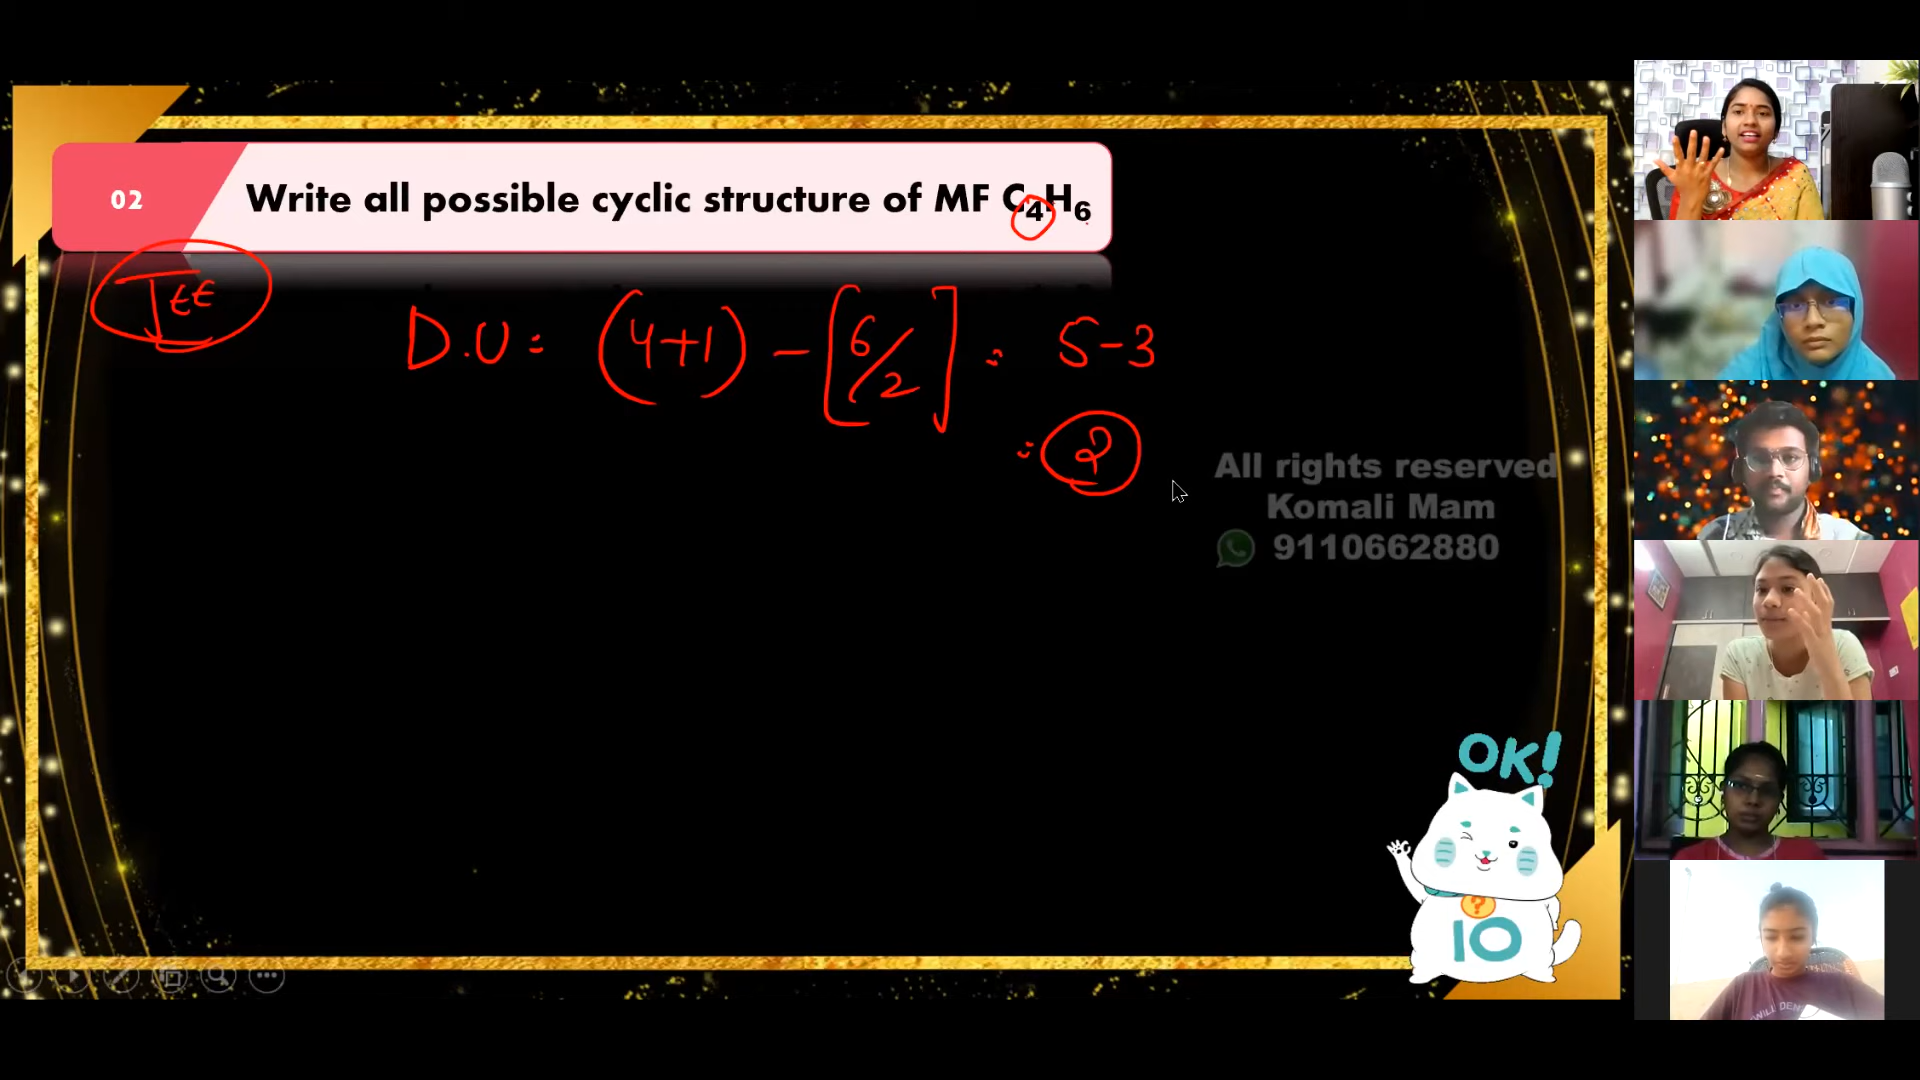 02
Write all possible cyclic structure of MF C₄H₆
JEE
D.U = (4+1) - [6/2] = 5-3
= 2
All rights reserved
Komali Mam
9110662880
OK!
?
10